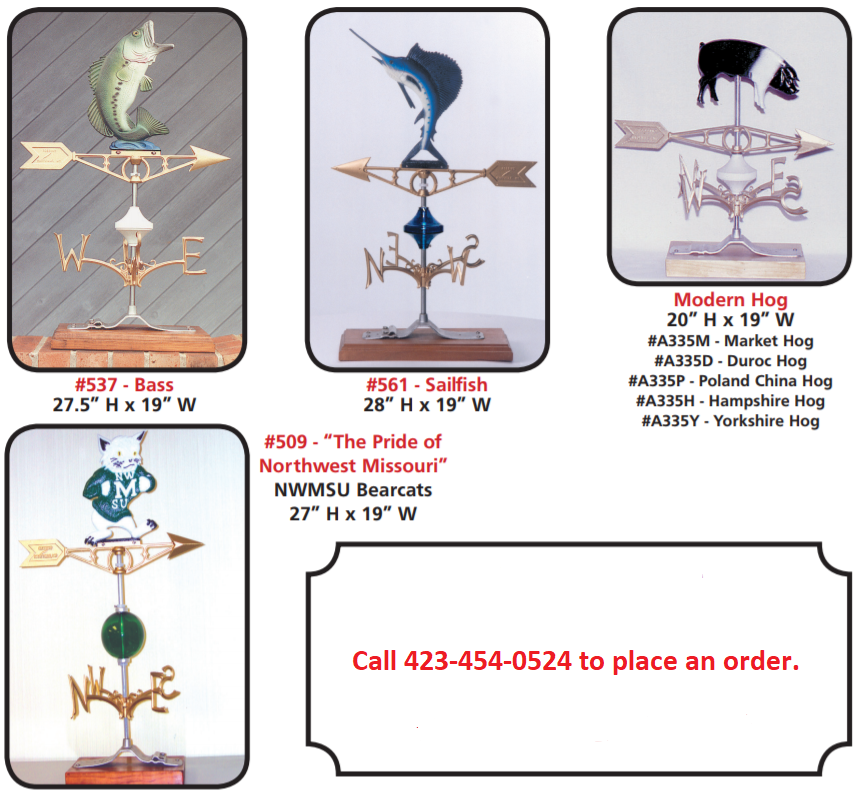 W E
#537 - Bass
27.5” H x 19” W
N E W S
#561 - Sailfish
28” H x 19” W
W E
Modern Hog
20” H x 19” W
#A335M - Market Hog
#A335D - Duroc Hog
#A335P - Poland China Hog
#A335H - Hampshire Hog
#A335Y - Yorkshire Hog
NW
M
SU
N W E S
#509 - “The Pride of
Northwest Missouri”
NWMSU Bearcats
27” H x 19” W
Call 423-454-0524 to place an order.